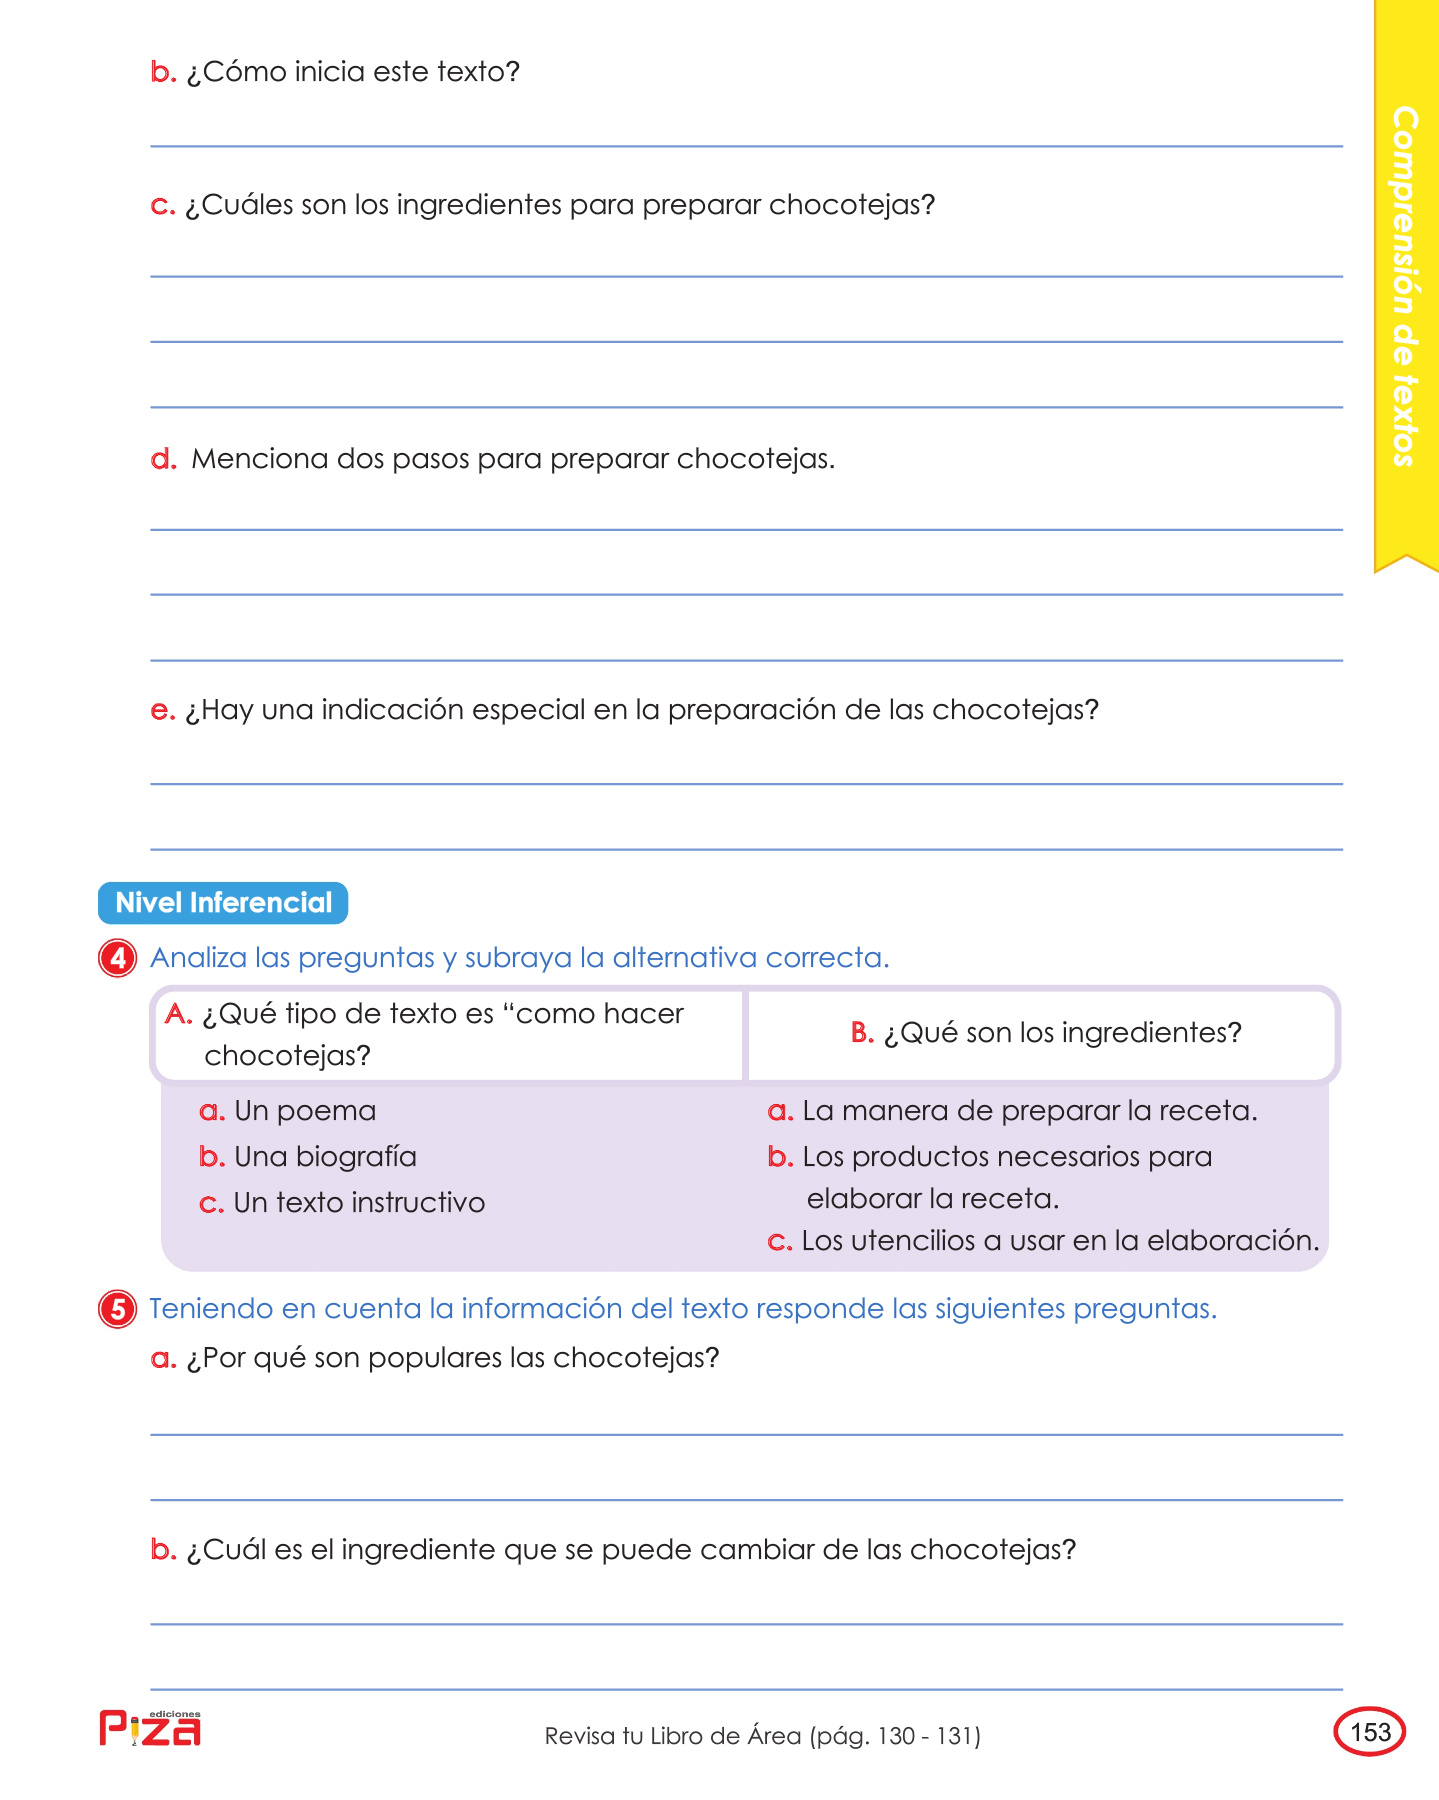 b. ¿Cómo inicia este texto?
c. ¿Cuáles son los ingredientes para preparar chocotejas?
d. Menciona dos pasos para preparar chocotejas.
e. ¿Hay una indicación especial en la preparación de las chocotejas?
Comprensión de textos
Nivel Inferencial
4 Analiza las preguntas y subraya la alternativa correcta.
A. ¿Qué tipo de texto es “como hacer
chocotejas?
a. Un poema
b. Una biografía
c. Un texto instructivo
B. ¿Qué son los ingredientes?
a. La manera de preparar la receta.
b. Los productos necesarios para
elaborar la receta.
c. Los utencilios a usar en la elaboración.
5 Teniendo en cuenta la información del texto responde las siguientes preguntas.
a. ¿Por qué son populares las chocotejas?
b. ¿Cuál es el ingrediente que se puede cambiar de las chocotejas?
ediciones
Piza
Revisa tu Libro de Área (pág. 130 - 131)
153